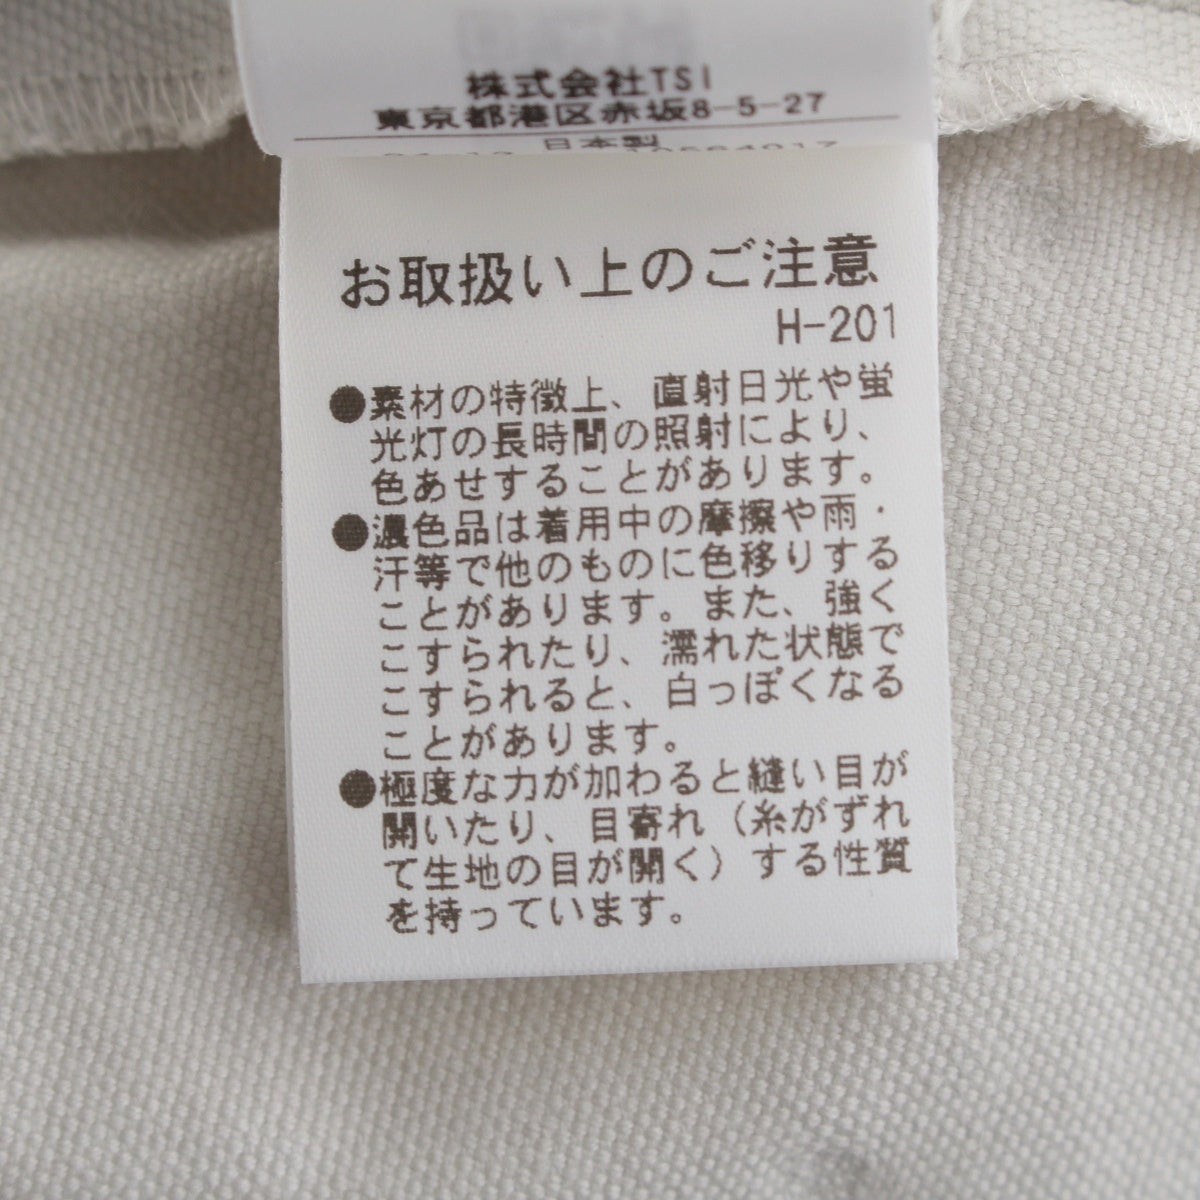 株式会社TSI
東京都港区赤坂8-5-27
日本製
お取扱い上のご注意
H-201
●素材の特徴上、直射日光や蛍
光灯の長時間の照射により、
色あせすることがあります。
●濃色品は着用中の摩擦や雨・
汗等で他のものに色移りする
ことがあります。また、強く
こすられたり、濡れた状態で
こすられると、白っぽくなる
ことがあります。
●極度な力が加わると縫い目が
開いたり、目寄れ（糸がずれ
て生地の目が開く）する性質
を持っています。